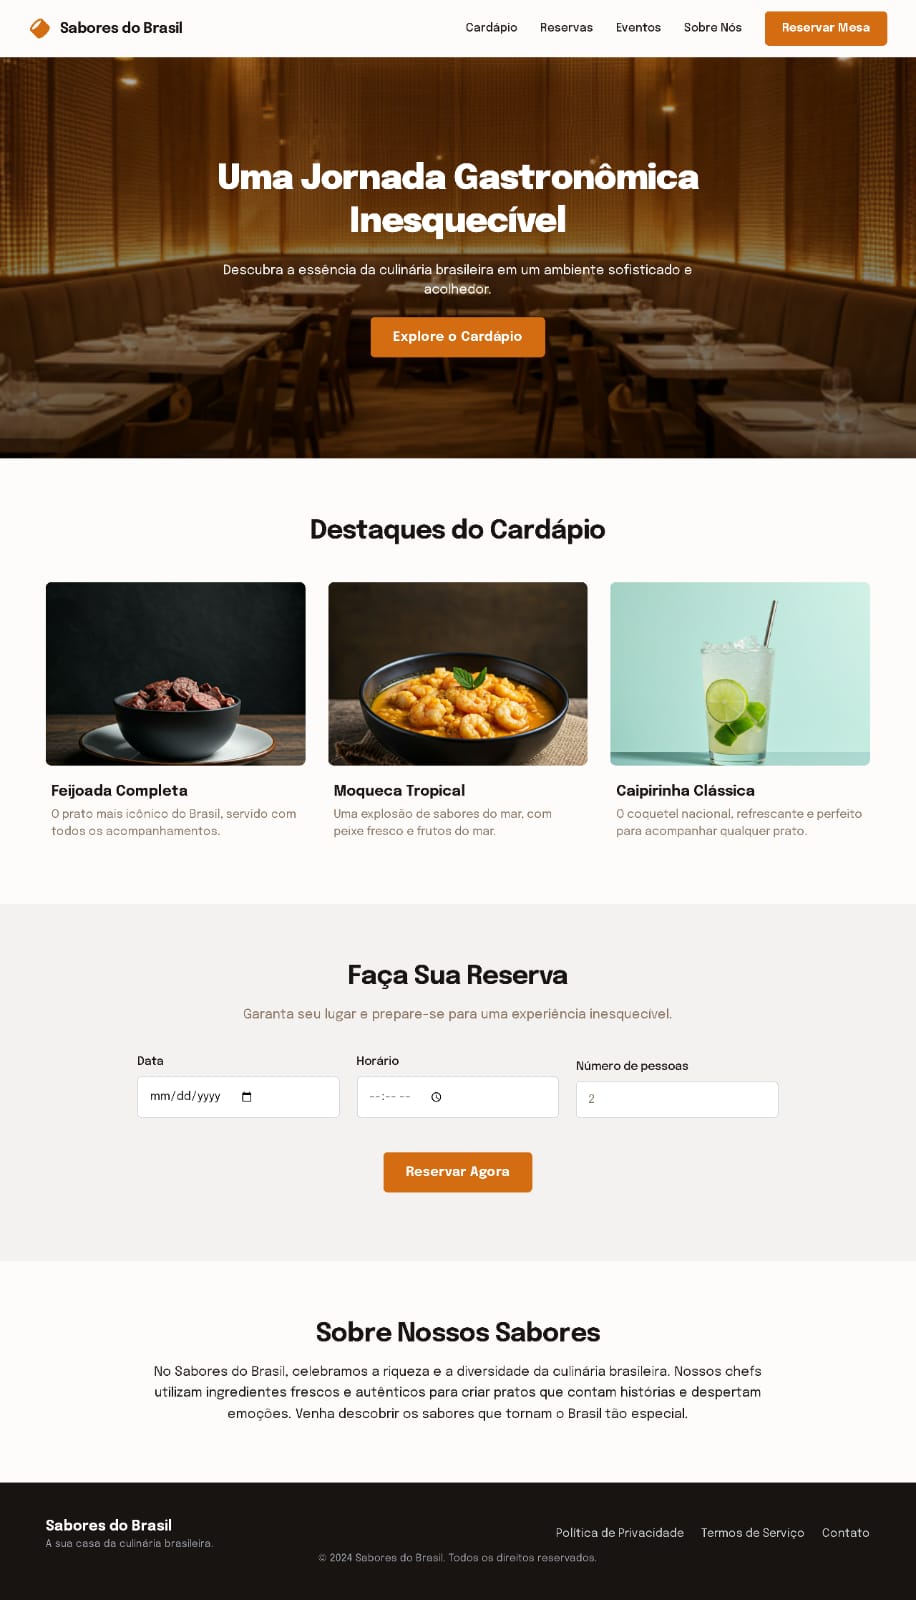 Sabores do Brasil
Cardápio
Reservas
Eventos
Sobre Nós
Reservar Mesa
Uma Jornada Gastronômica
Inesquecível
Descubra a essência da culinária brasileira em um ambiente sofisticado e
acolhedor.
Explore o Cardápio
Destaques do Cardápio
Feijoada Completa
O prato mais icônico do Brasil, servido com
todos os acompanhamentos.
Moqueca Tropical
Uma explosão de sabores do mar, com
peixe fresco e frutos do mar.
Caipirinha Clássica
O coquetel nacional, refrescante e perfeito
para acompanhar qualquer prato.
Faça Sua Reserva
Garanta seu lugar e prepare-se para uma experiência inesquecível.
Data
mm/dd/yyyy
Horário
--:-- --
Número de pessoas
2
Reservar Agora
Sobre Nossos Sabores
No Sabores do Brasil, celebramos a riqueza e a diversidade da culinária brasileira. Nossos chefs
utilizam ingredientes frescos e autênticos para criar pratos que contam histórias e despertam
emoções. Venha descobrir os sabores que tornam o Brasil tão especial.
Sabores do Brasil
A sua casa da culinária brasileira.
Política de Privacidade
Termos de Serviço
Contato
© 2024 Sabores do Brasil. Todos os direitos reservados.